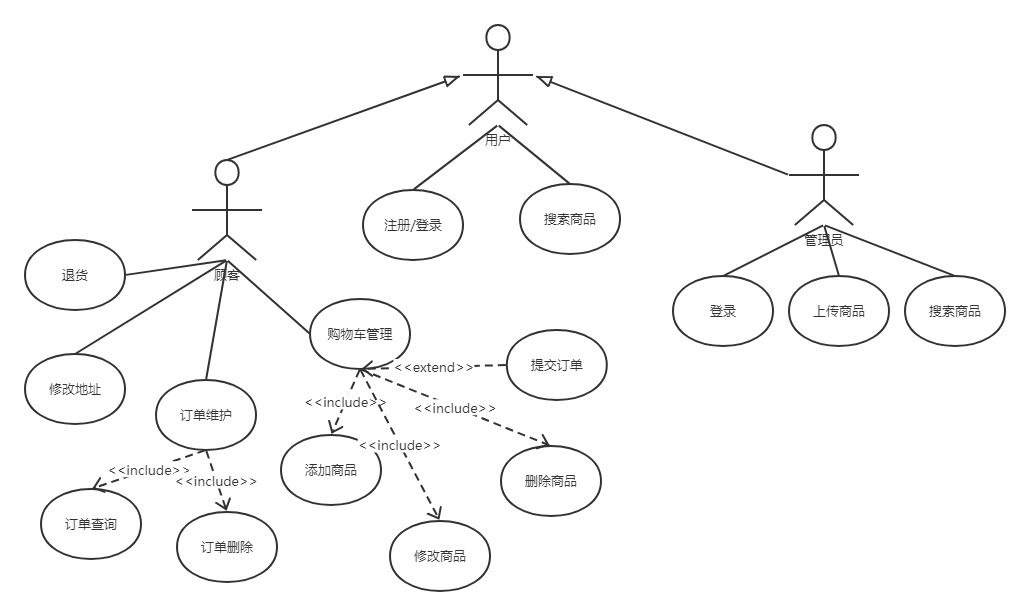 用户
注册/登录
搜索商品
管理员
顾客
退货
登录
上传商品
搜索商品
购物车管理
<<extend>>
提交订单
修改地址
订单维护
<<include>>
<<include>>
<<include>>
<<include>>
<<include>>
添加商品
删除商品
订单查询
订单删除
修改商品